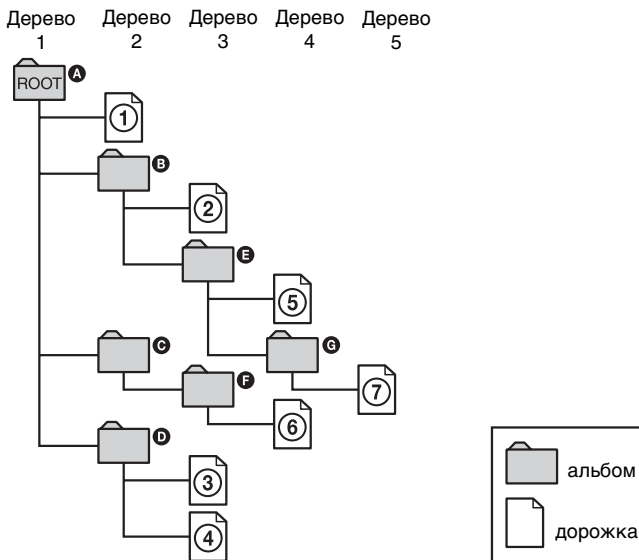 Дерево 1
Дерево 2
Дерево 3
Дерево 4
Дерево 5
ROOT A
1
B
2
E
5
C
G
F
7
6
D
3
альбом
4
дорожка